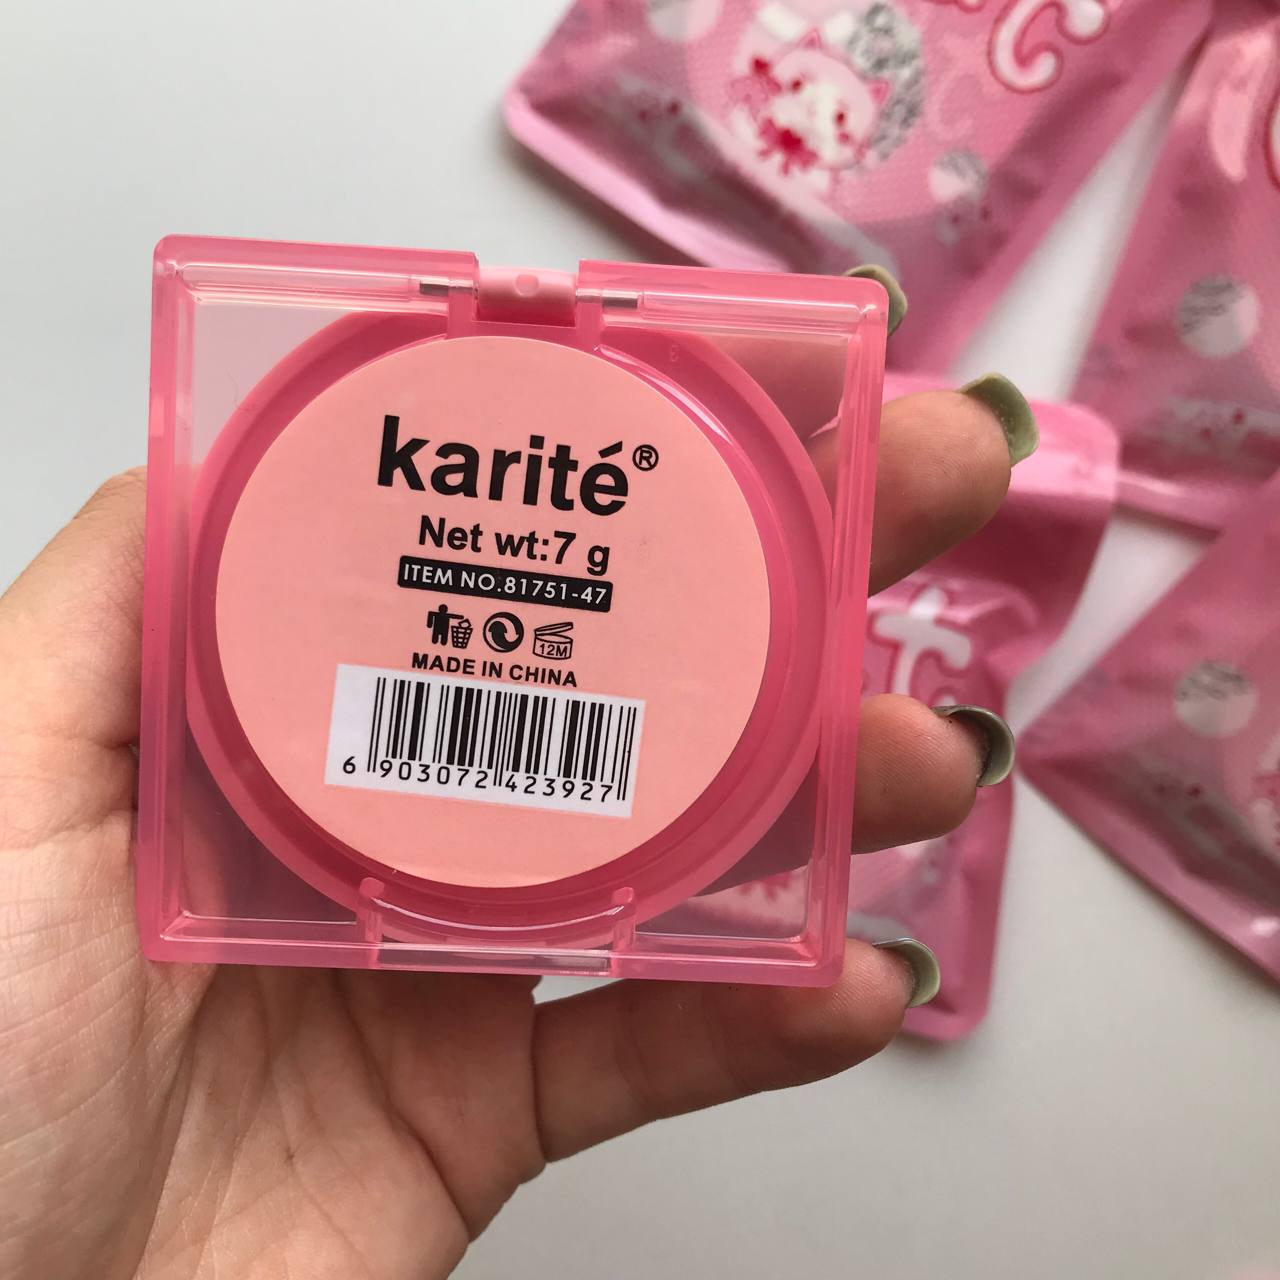 karité®
Net wt:7 g
ITEM NO.81751-47
12M
MADE IN CHINA
6 903072 423927